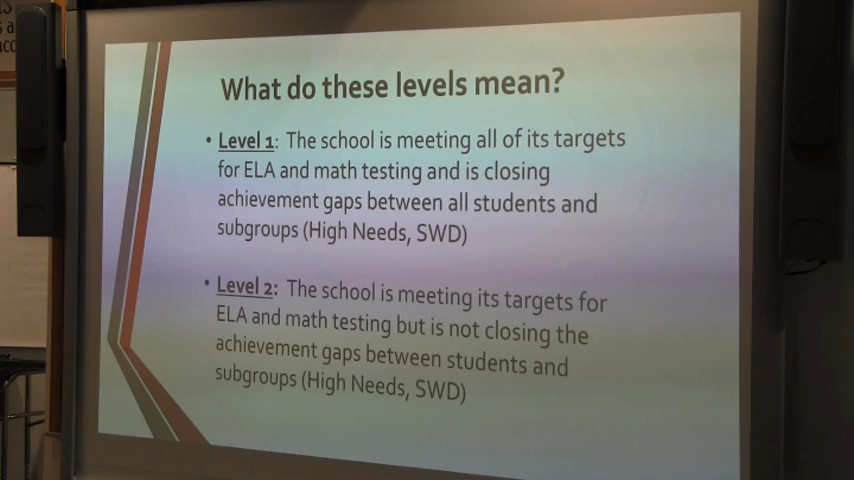 What do these levels mean?
• Level 1: The school is meeting all of its targets
for ELA and math testing and is closing
achievement gaps between all students and
subgroups (High Needs, SWD)
• Level 2: The school is meeting its targets for
ELA and math testing but is not closing the
achievement gaps between students and
subgroups (High Needs, SWD)